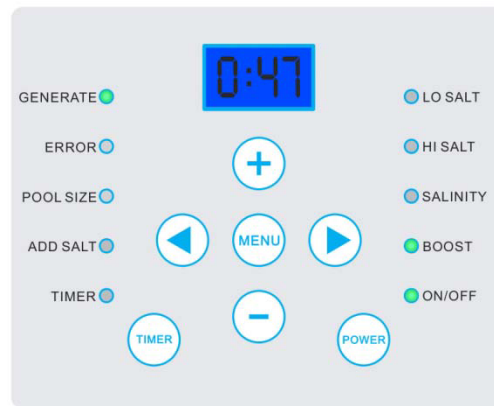 0:47
GENERATE
LO SALT
ERROR
HI SALT
POOL SIZE
SALINITY
ADD SALT
MENU
BOOST
TIMER
ON/OFF
TIMER
POWER